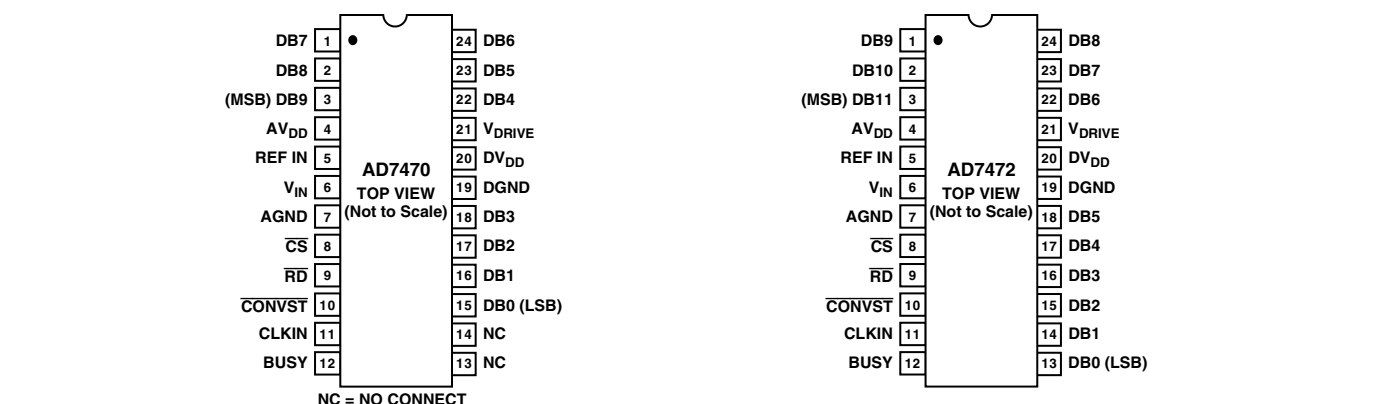 DB7 1
DB8 2
(MSB) DB9 3
AVDD 4
REF IN 5
VIN 6
AGND 7
CS 8
RD 9
CONVST 10
CLKIN 11
BUSY 12
AD7470
TOP VIEW
(Not to Scale)
24 DB6
23 DB5
22 DB4
21 VDRIVE
20 DVDD
19 DGND
18 DB3
17 DB2
16 DB1
15 DB0 (LSB)
14 NC
13 NC
NC = NO CONNECT
DB9 1
DB10 2
(MSB) DB11 3
AVDD 4
REF IN 5
VIN 6
AGND 7
CS 8
RD 9
CONVST 10
CLKIN 11
BUSY 12
AD7472
TOP VIEW
(Not to Scale)
24 DB8
23 DB7
22 DB6
21 VDRIVE
20 DVDD
19 DGND
18 DB5
17 DB4
16 DB3
15 DB2
14 DB1
13 DB0 (LSB)